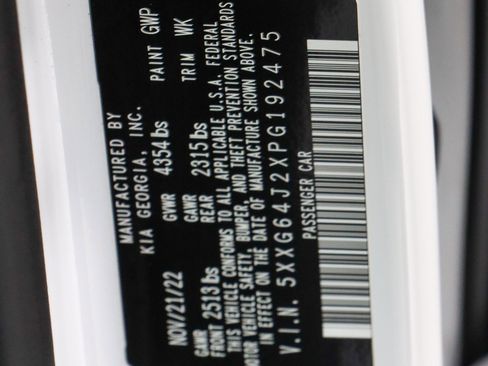 MANUFACTURED BY
KIA GEORGIA, INC.
NOV/21/22 GVWR 4354 lbs PAINT GWP
GAWR FRONT 2513 lbs GAWR REAR 2315 lbs TRIM WK
THIS VEHICLE CONFORMS TO ALL APPLICABLE U.S.A. FEDERAL
MOTOR VEHICLE SAFETY, BUMPER, AND THEFT PREVENTION STANDARDS
IN EFFECT ON THE DATE OF MANUFACTURE SHOWN ABOVE.
V.I.N. 5XXG64J2XPG192475
PASSENGER CAR